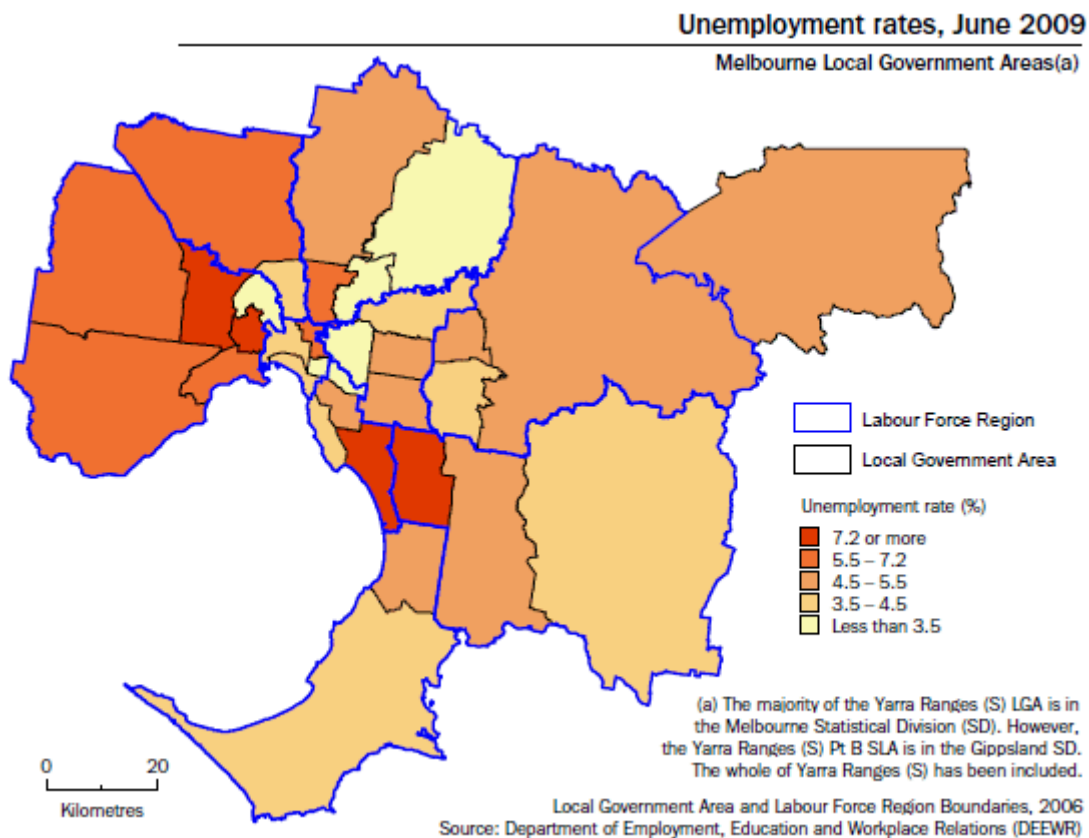 Unemployment rates, June 2009
Melbourne Local Government Areas(a)
Labour Force Region
Local Government Area
Unemployment rate (%)
7.2 or more
5.5 – 7.2
4.5 – 5.5
3.5 – 4.5
Less than 3.5
(a) The majority of the Yarra Ranges (S) LGA is in
the Melbourne Statistical Division (SD). However,
the Yarra Ranges (S) Pt B SLA is in the Gippsland SD.
The whole of Yarra Ranges (S) has been included.
0 20
Kilometres
Local Government Area and Labour Force Region Boundaries, 2006
Source: Department of Employment, Education and Workplace Relations (DEEWR)